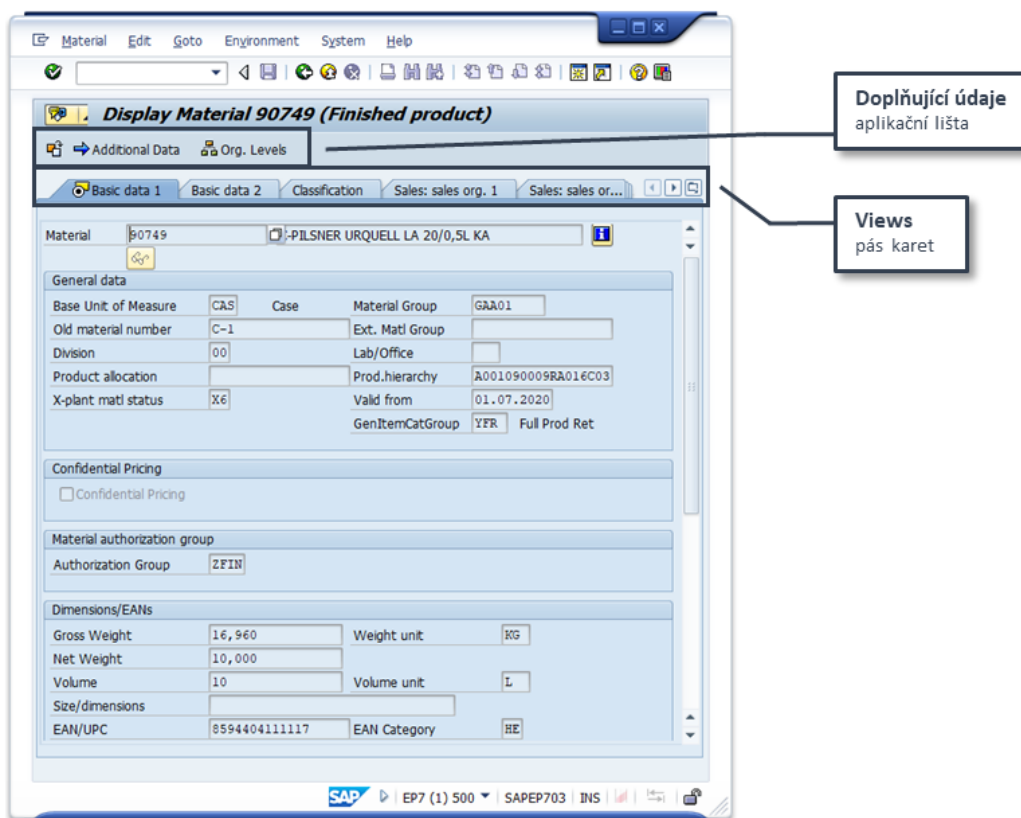 Material Edit Goto Environment System Help
Display Material 90749 (Finished product)
Additional Data Org. Levels
Doplňující údaje
aplikační lišta
Basic data 1 Basic data 2 Classification Sales: sales org. 1 Sales: sales or...
Views
pás karet
Material 90749 -PILSNER URQUELL LA 20/0,5L KA
General data
Base Unit of Measure CAS Case Material Group GAA01
Old material number C-1 Ext. Matl Group
Division 00 Lab/Office
Product allocation Prod.hierarchy A001090009RA016C03
X-plant matl status X6 Valid from 01.07.2020
GenItemCatGroup YFR Full Prod Ret
Confidential Pricing
Confidential Pricing
Material authorization group
Authorization Group ZFIN
Dimensions/EANs
Gross Weight 16,960 Weight unit KG
Net Weight 10,000
Volume 10 Volume unit L
Size/dimensions
EAN/UPC 8594404111117 EAN Category HE
SAP EP7 (1) 500 SAPEP703 INS